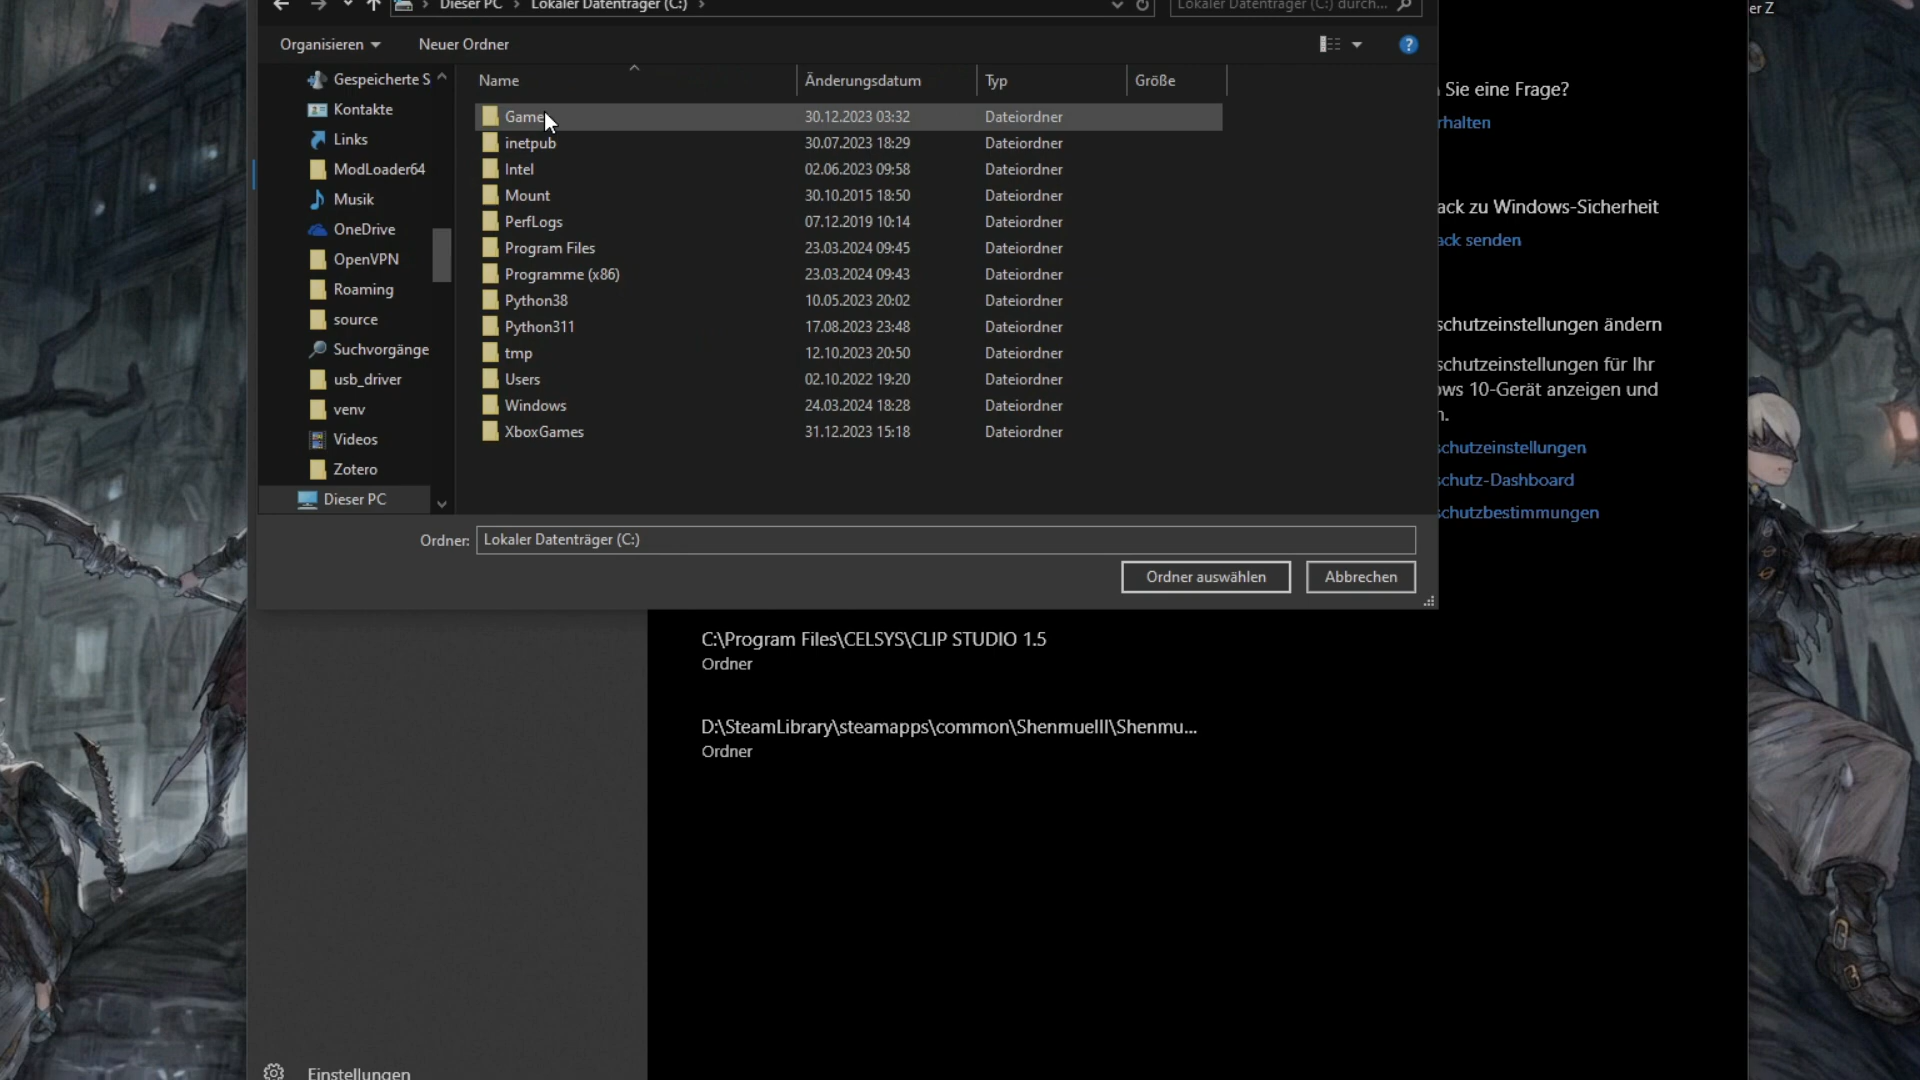 Dieser PC > Lokaler Datenträger (C:) >
Lokaler Datenträger (C:) durch...
er Z
Organisieren
Neuer Ordner
Name
Änderungsdatum
Typ
Größe
Gespeicherte S
Kontakte
Links
ModLoader64
Musik
OneDrive
OpenVPN
Roaming
source
Suchvorgänge
usb_driver
venv
Videos
Zotero
Dieser PC
Game 30.12.2023 03:32 Dateiordner
inetpub 30.07.2023 18:29 Dateiordner
Intel 02.06.2023 09:58 Dateiordner
Mount 30.10.2015 18:50 Dateiordner
PerfLogs 07.12.2019 10:14 Dateiordner
Program Files 23.03.2024 09:45 Dateiordner
Programme (x86) 23.03.2024 09:43 Dateiordner
Python38 10.05.2023 20:02 Dateiordner
Python311 17.08.2023 23:48 Dateiordner
tmp 12.10.2023 20:50 Dateiordner
Users 02.10.2022 19:20 Dateiordner
Windows 24.03.2024 18:28 Dateiordner
XboxGames 31.12.2023 15:18 Dateiordner
Ordner: Lokaler Datenträger (C:)
Ordner auswählen
Abbrechen
Sie eine Frage?
rhalten
ack zu Windows-Sicherheit
ack senden
schutzeinstellungen ändern
schutzeinstellungen für Ihr
ows 10-Gerät anzeigen und
n.
schutzeinstellungen
schutz-Dashboard
schutzbestimmungen
C:\Program Files\CELSYS\CLIP STUDIO 1.5
Ordner
D:\SteamLibrary\steamapps\common\ShenmueIII\Shenmu...
Ordner
Einstellungen